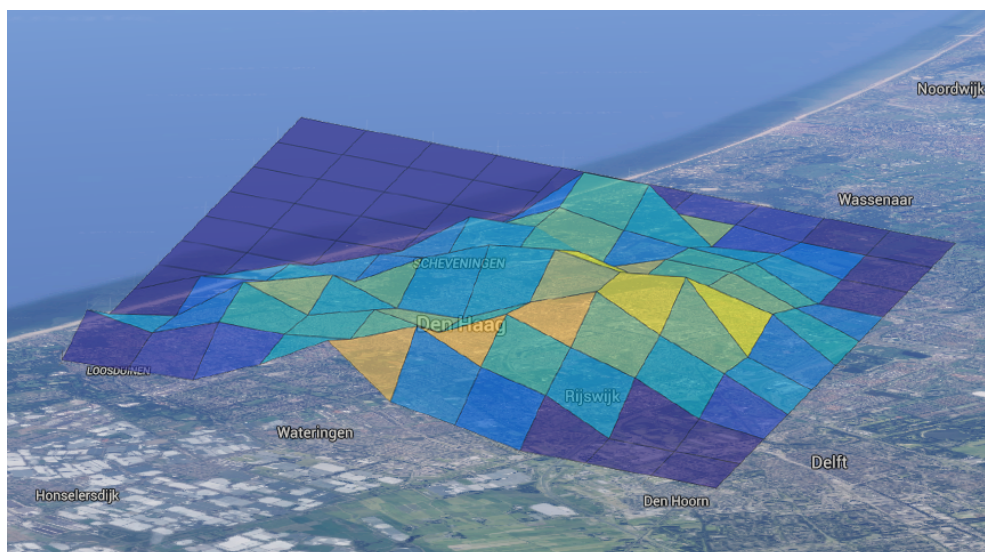 Noordwijk
Wassenaar
SCHEVENINGEN
Den Haag
LOOSDUINEN
Rijswijk
Wateringen
Delft
Honselersdijk
Den Hoorn